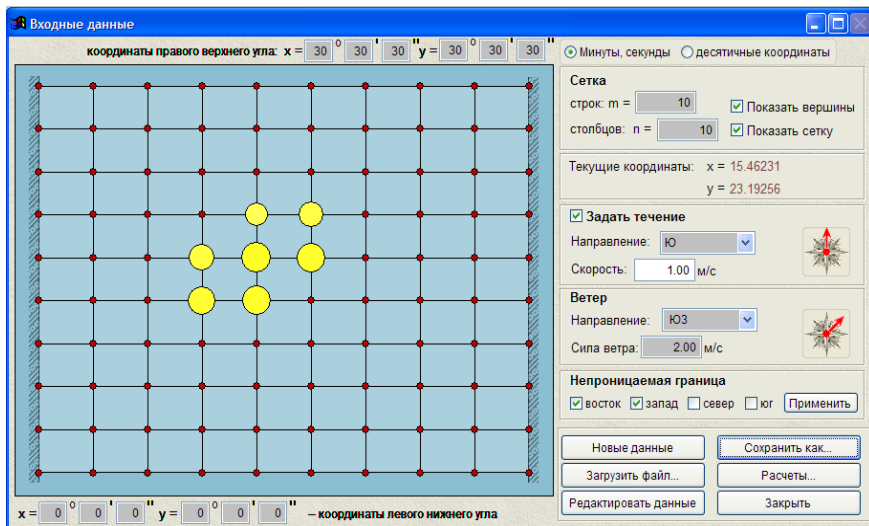 Входные данные
координаты правого верхнего угла: x = 30 ° 30 ' 30 " y = 30 ° 30 ' 30 "
Минуты, секунды десятичные координаты
Сетка
строк: m = 10
Показать вершины
столбцов: n = 10
Показать сетку
Текущие координаты: x = 15.46231
y = 23.19256
Задать течение
Направление: Ю
Скорость: 1.00 м/с
Ветер
Направление: ЮЗ
Сила ветра: 2.00 м/с
Непроницаемая граница
восток запад север юг Применить
Новые данные Сохранить как...
Загрузить файл... Расчеты...
Редактировать данные Закрыть
x = 0 ° 0 ' 0 " y = 0 ° 0 ' 0 " – координаты левого нижнего угла